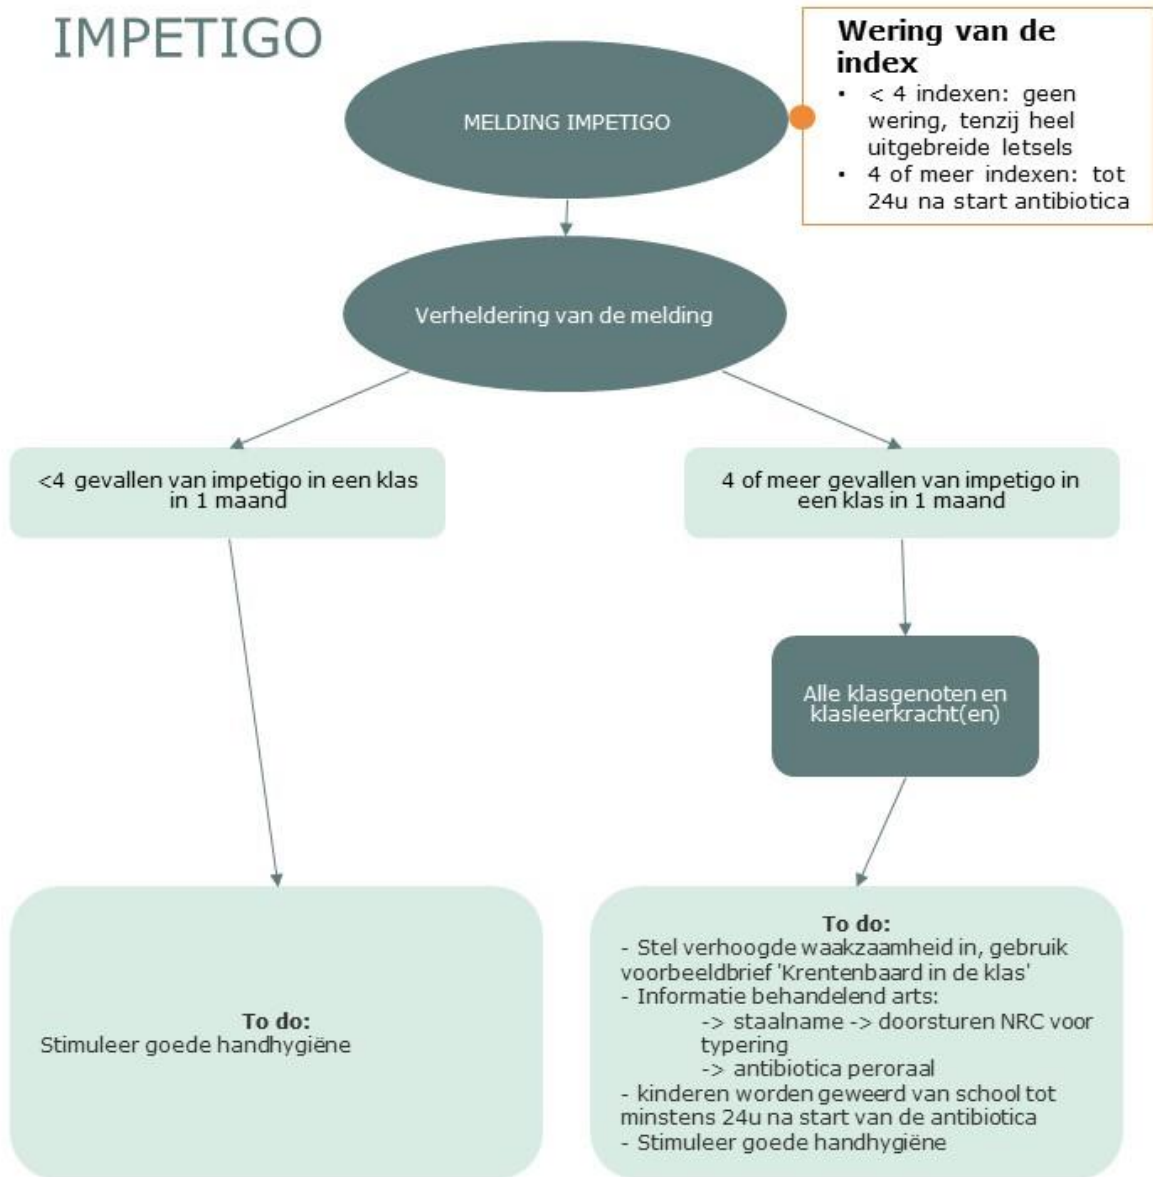 IMPETIGO
MELDING IMPETIGO
Wering van de
index
• < 4 indexen: geen
wering, tenzij heel
uitgebreide letsels
• 4 of meer indexen: tot
24u na start antibiotica
Verheldering van de melding
<4 gevallen van impetigo in een klas
in 1 maand
4 of meer gevallen van impetigo in
een klas in 1 maand
Alle klasgenoten en
klasleerkracht(en)
To do:
Stimuleer goede handhygiëne
To do:
- Stel verhoogde waakzaamheid in, gebruik
voorbeeldbrief 'Krentenbaard in de klas'
- Informatie behandelend arts:
-> staalname -> doorsturen NRC voor
typering
-> antibiotica peroraal
- kinderen worden geweerd van school tot
minstens 24u na start van de antibiotica
- Stimuleer goede handhygiëne